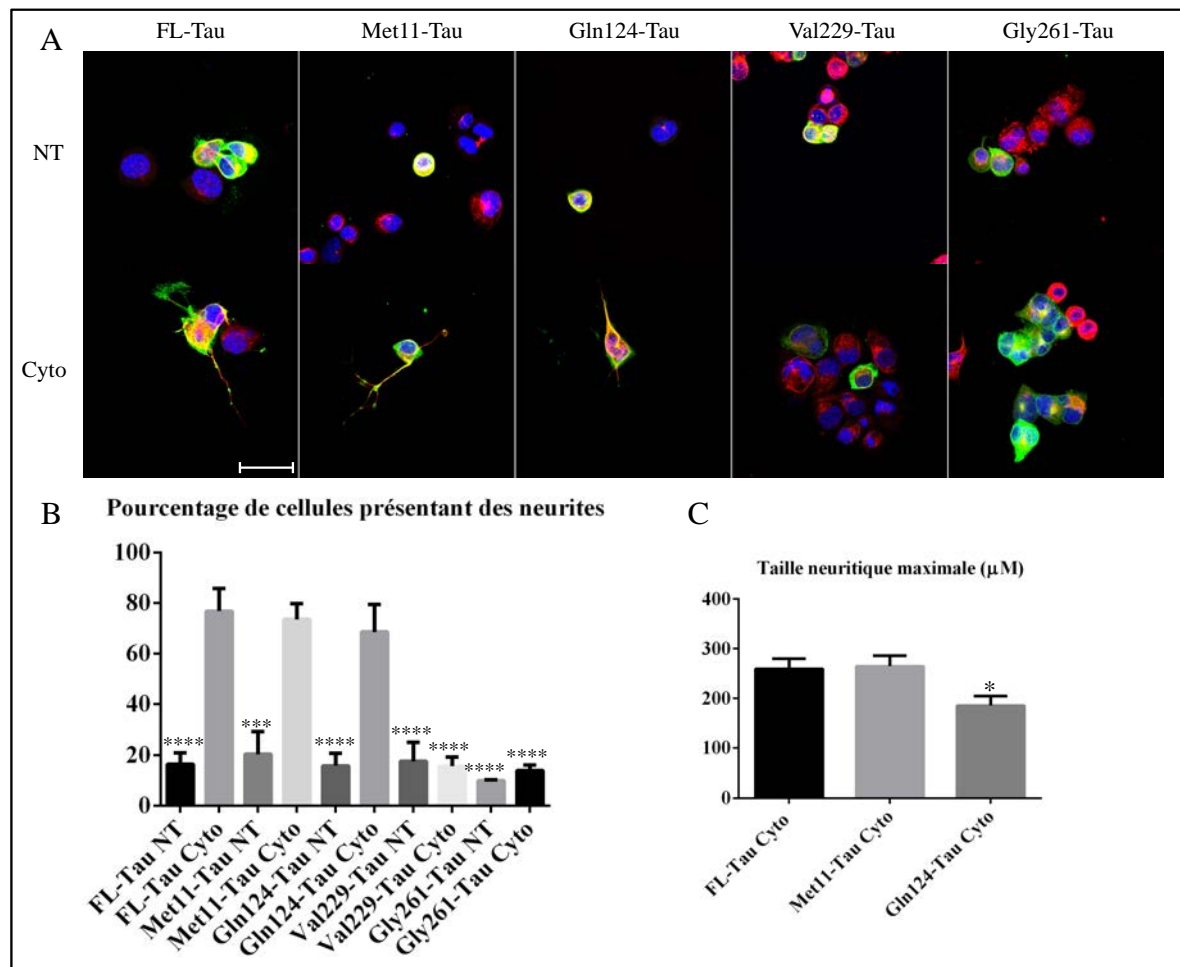 A
FL-Tau
Met11-Tau
Gln124-Tau
Val229-Tau
Gly261-Tau
NT
Cyto
B
Pourcentage de cellules présentant des neurites
100
80
60
40
20
0
****
***
****
****
****
****
****
FL-Tau NT
FL-Tau Cyto
Met11-Tau NT
Met11-Tau Cyto
Gln124-Tau NT
Gln124-Tau Cyto
Val229-Tau NT
Val229-Tau Cyto
Gly261-Tau NT
Gly261-Tau Cyto
C
Taille neuritique maximale (µM)
400
300
200
100
0
*
FL-Tau Cyto
Met11-Tau Cyto
Gln124-Tau Cyto